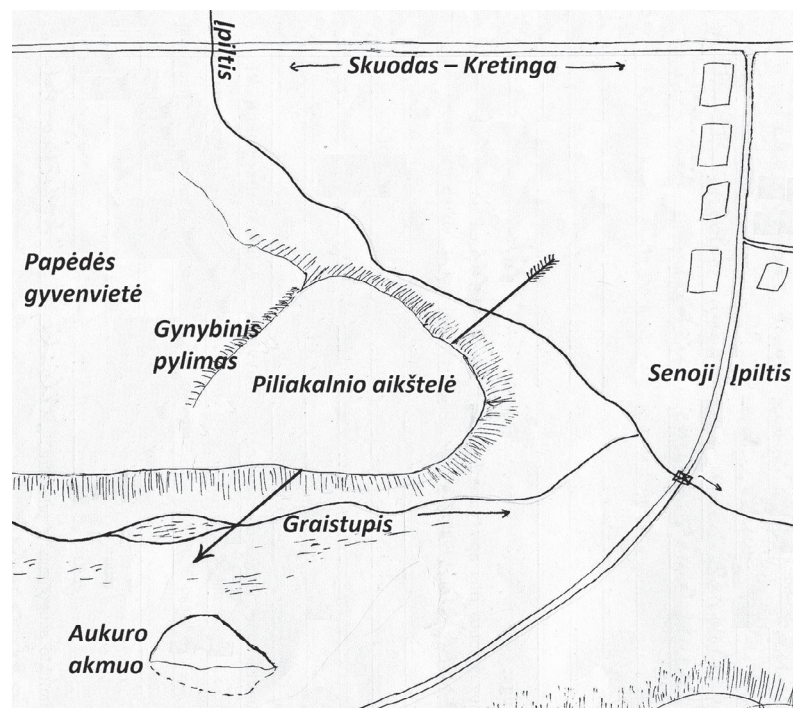 Įpiltis
Skuodas – Kretinga
Papėdės
gyvenvietė
Gynybinis
pylimas
Piliakalnio aikštelė
Senoji Įpiltis
Graistupis
Aukuro
akmuo